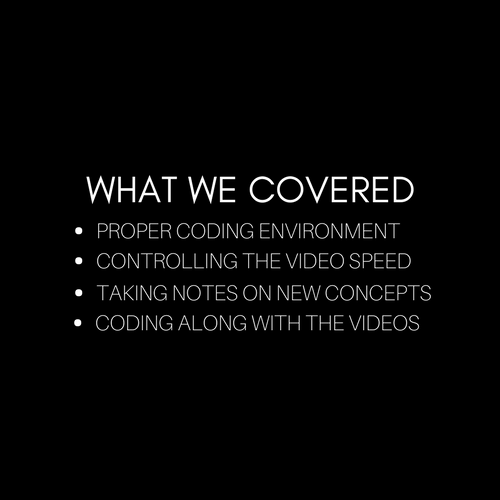 WHAT WE COVERED
• PROPER CODING ENVIRONMENT
• CONTROLLING THE VIDEO SPEED
• TAKING NOTES ON NEW CONCEPTS
• CODING ALONG WITH THE VIDEOS